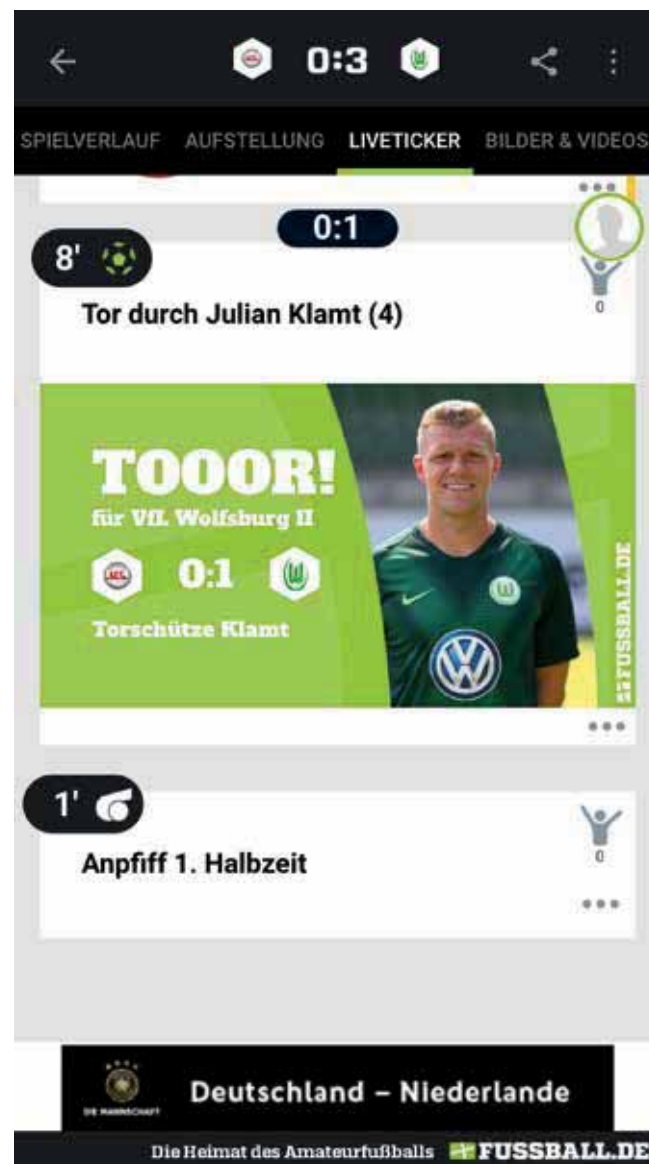 0:3
SPIELVERLAUF AUFSTELLUNG LIVETICKER BILDER & VIDEOS
0:1
8'
0
Tor durch Julian Klamt (4)
TOOOR!
für VfL Wolfsburg II
0:1
Torschütze Klamt
FUSSBALL.DE
1'
0
Anpfiff 1. Halbzeit
DIE MANNSCHAFT
Deutschland – Niederlande
Die Heimat des Amateurfußballs FUSSBALL.DE